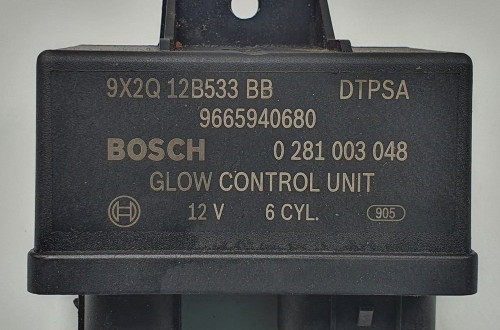 9X2Q 12B533 BB DTPSA
9665940680
BOSCH 0 281 003 048
GLOW CONTROL UNIT
12 V 6 CYL. 905